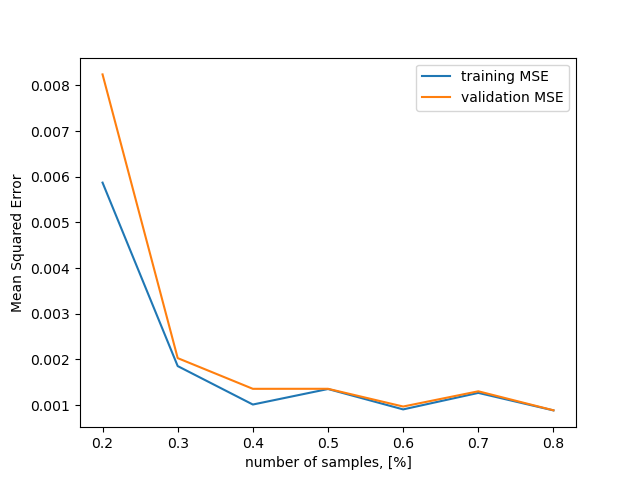 training MSE
validation MSE
0.008
0.007
0.006
0.005
0.004
0.003
0.002
0.001
Mean Squared Error
0.2 0.3 0.4 0.5 0.6 0.7 0.8
number of samples, [%]